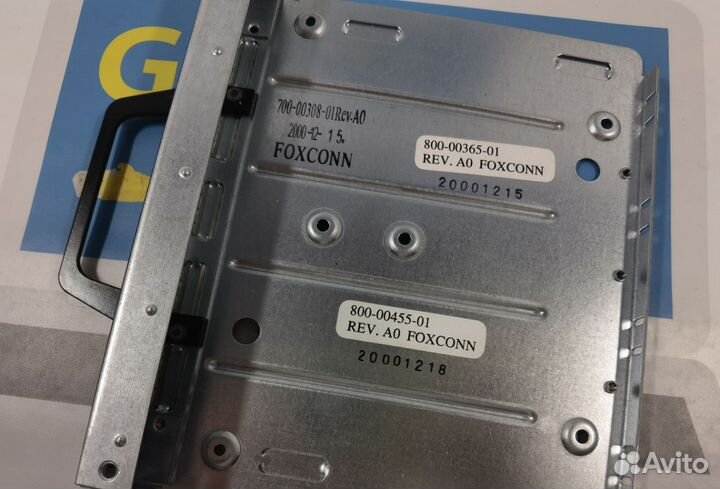 G
700-00308-01Rev.A0
2000-12-15,
FOXCONN
800-00365-01
REV. A0 FOXCONN
20001215
800-00455-01
REV. A0 FOXCONN
20001218
Avito